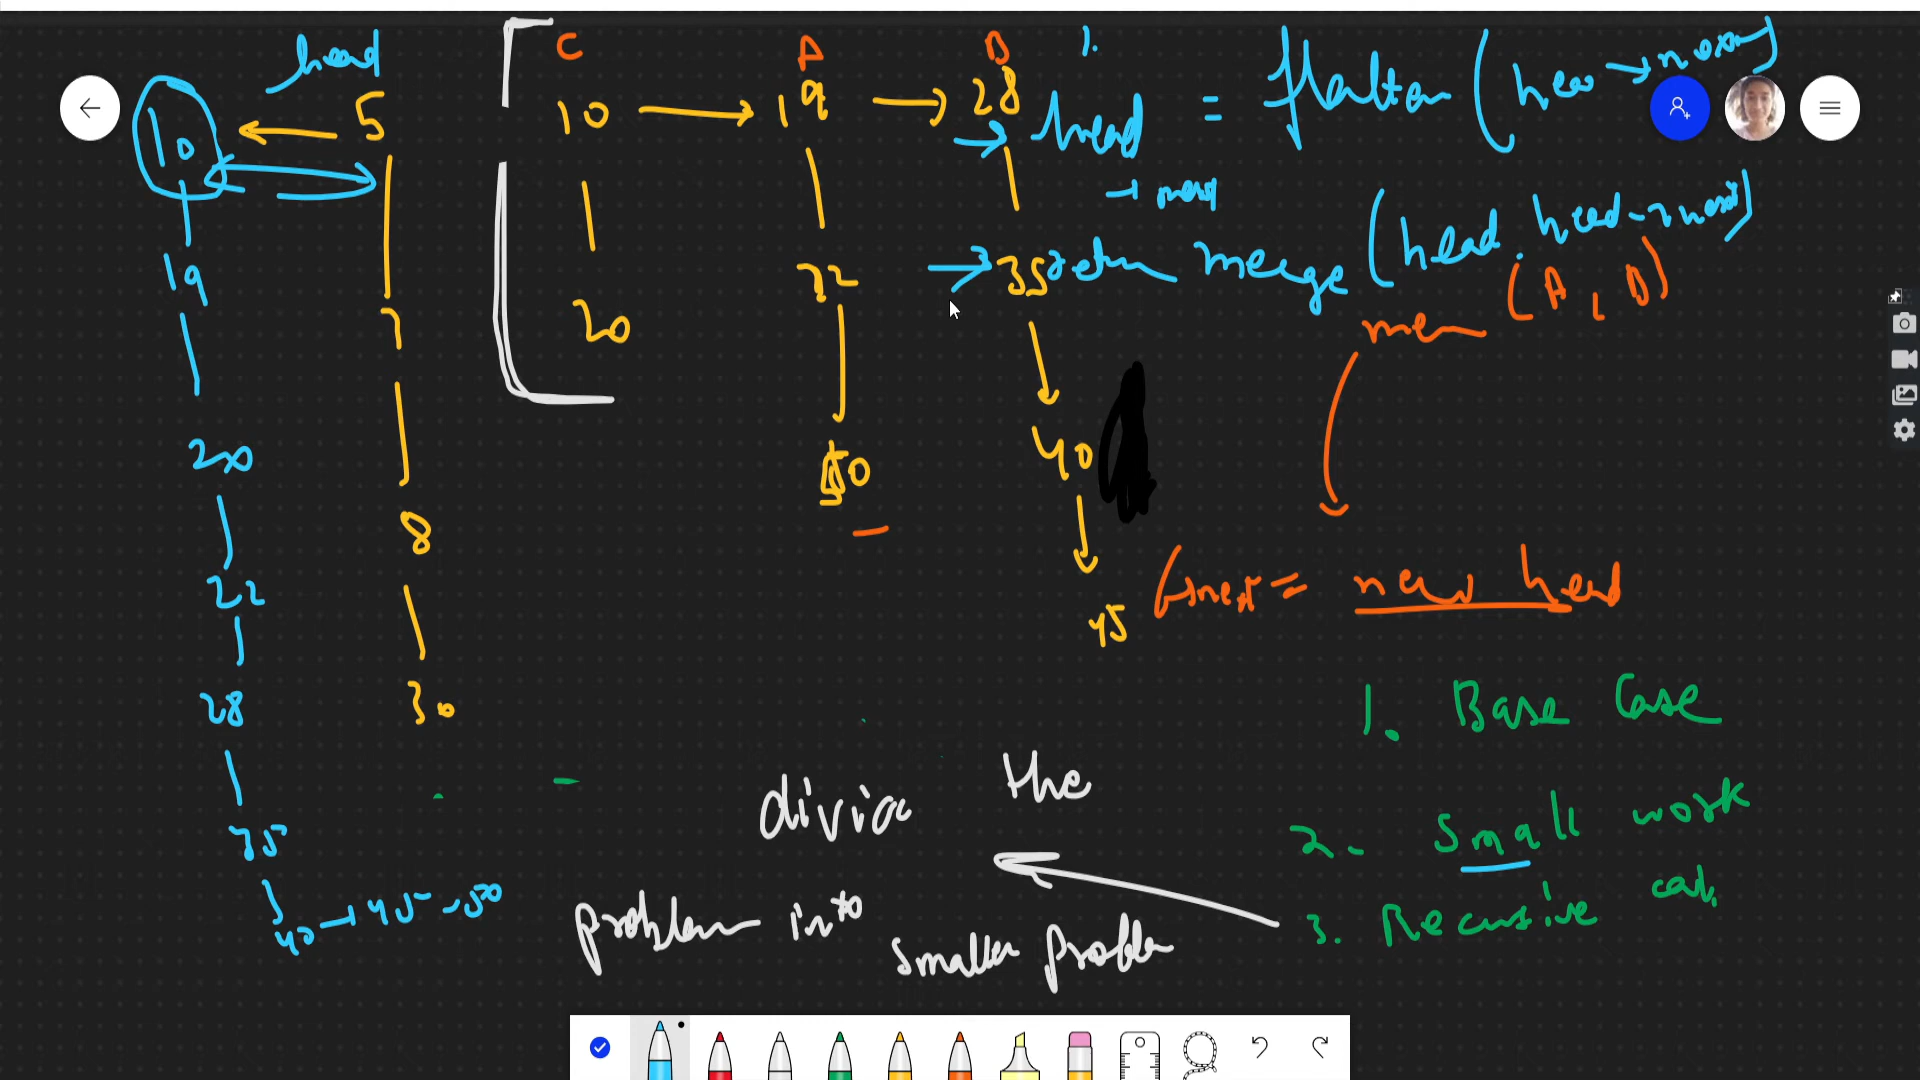 head
1.
C
A
B
10
5
10
19
28
head = flatten (
→ next
19
7
20
22
35
return merge (head, head->next)
(A, B)
20
8
50
40
22
30
45
→next = new head
28
1. Base Case
divide the
2. Small work
35
problem into
smaller problem
3. Recursive call
40 → 45 → 50